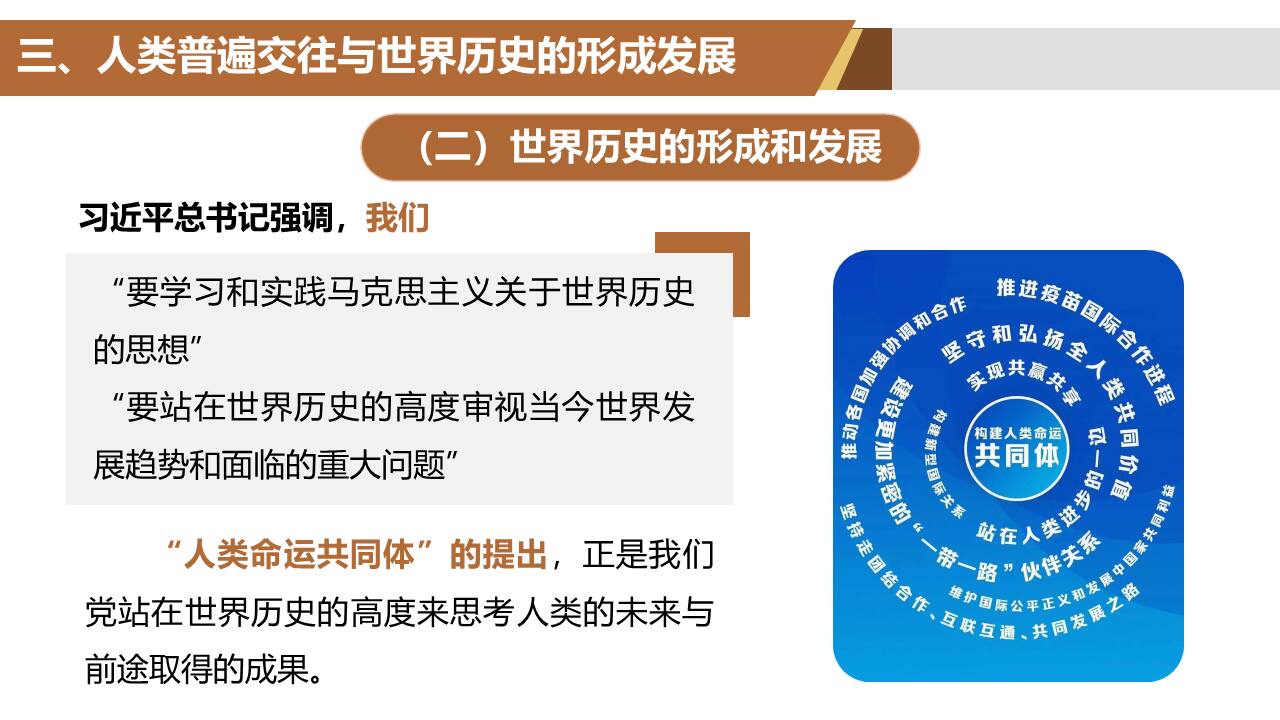 三、人类普遍交往与世界历史的形成发展
（二）世界历史的形成和发展
习近平总书记强调，我们
“要学习和实践马克思主义关于世界历史
的思想”
“要站在世界历史的高度审视当今世界发
展趋势和面临的重大问题”
“人类命运共同体”的提出，正是我们
党站在世界历史的高度来思考人类的未来与
前途取得的成果。
推动各国加强协调和合作
推进疫苗国际合作进程
坚守和弘扬全人类共同价值
实现共赢共享
建设更加紧密的“一带一路”伙伴关系
构建新型国际关系
构建人类命运
共同体
站在人类进步的一边
维护国际公平正义和发展中国家共同利益
坚持走团结合作、互联互通、共同发展之路